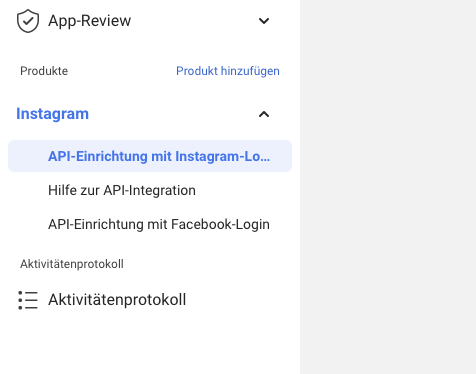 App-Review
Produkte Produkt hinzufügen
Instagram
API-Einrichtung mit Instagram-Lo...
Hilfe zur API-Integration
API-Einrichtung mit Facebook-Login
Aktivitätenprotokoll
Aktivitätenprotokoll